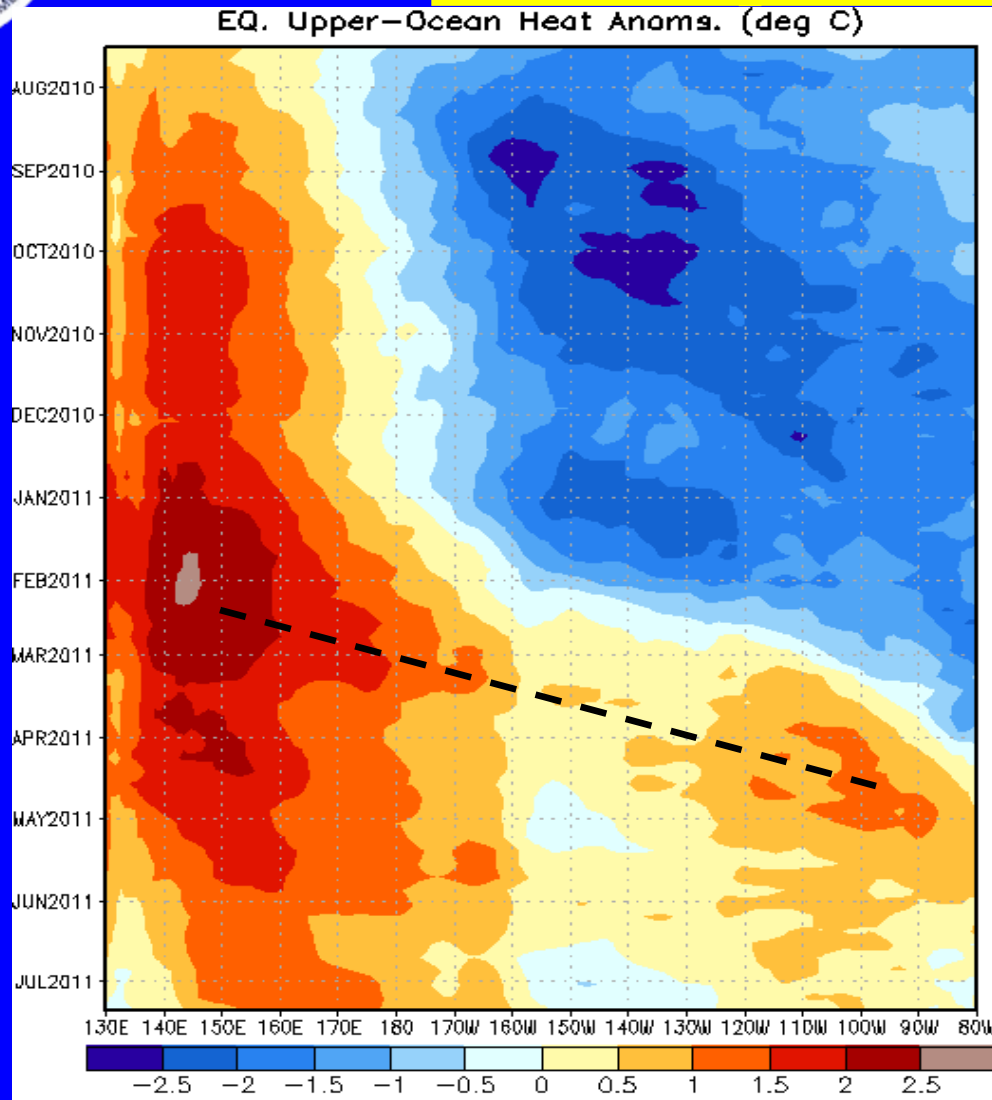 EQ. Upper-Ocean Heat Anoms. (deg C)
AUG2010
SEP2010
OCT2010
NOV2010
DEC2010
JAN2011
FEB2011
MAR2011
APR2011
MAY2011
JUN2011
JUL2011
130E 140E 150E 160E 170E 180 170W 160W 150W 140W 130W 120W 110W 100W 90W 80W
-2.5 -2 -1.5 -1 -0.5 0 0.5 1 1.5 2 2.5